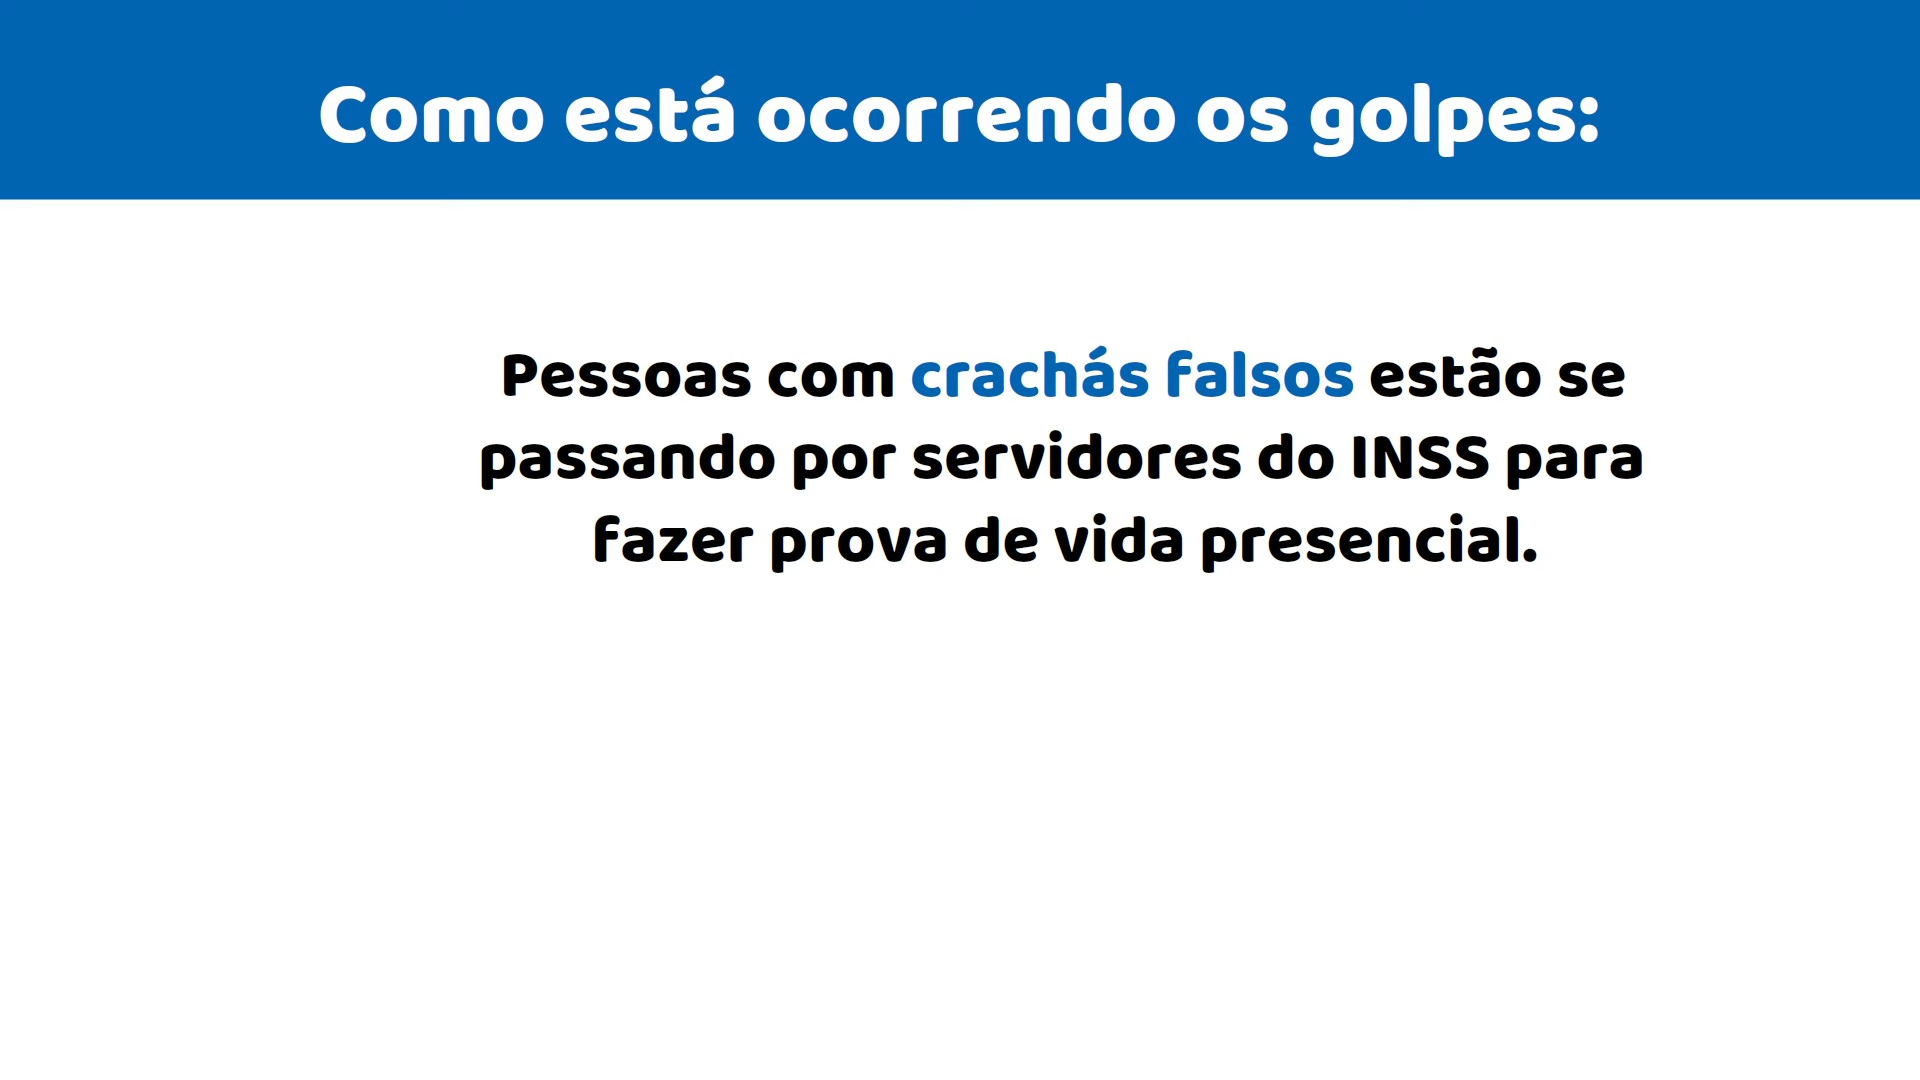 Como está ocorrendo os golpes:
Pessoas com crachás falsos estão se
passando por servidores do INSS para
fazer prova de vida presencial.